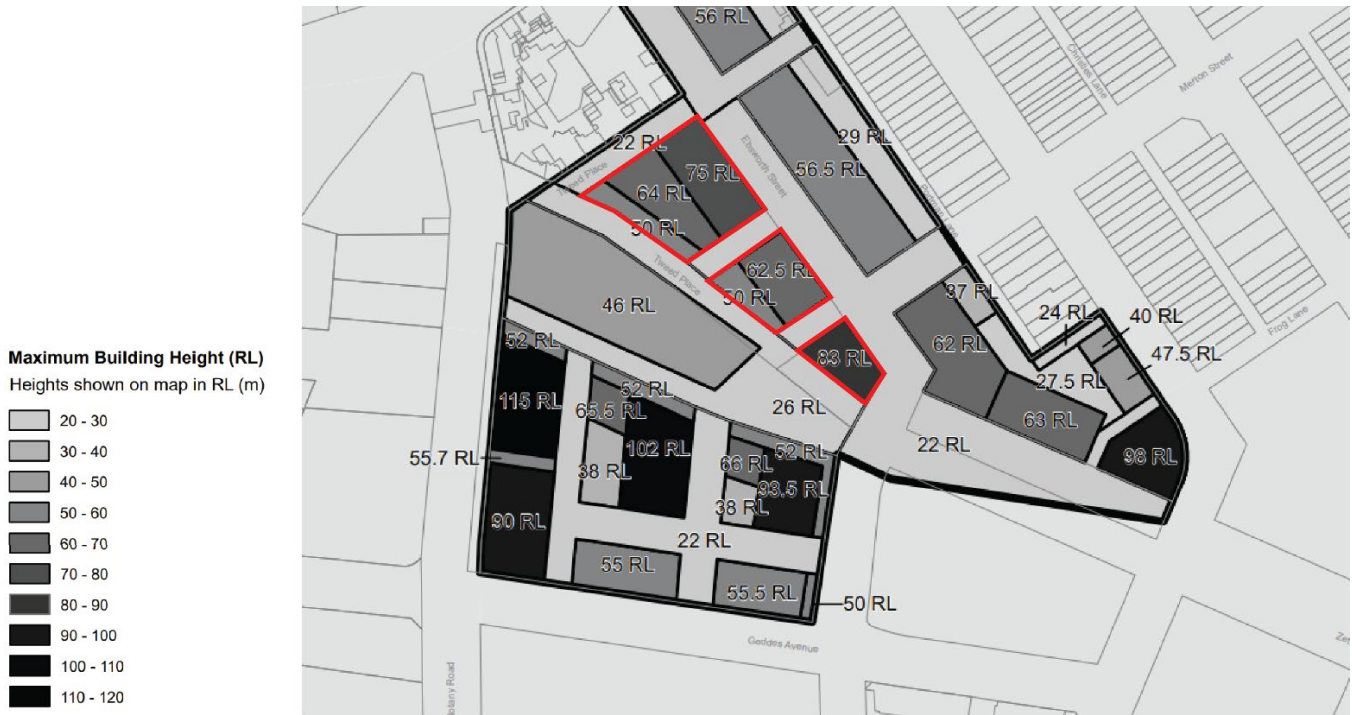 Maximum Building Height (RL)
Heights shown on map in RL (m)
20 - 30
30 - 40
40 - 50
50 - 60
60 - 70
70 - 80
80 - 90
90 - 100
100 - 110
110 - 120
56 RL
Christies Lane
Merton Street
22 RL
Tweed Place
75 RL
64 RL
50 RL
Ebsworth Street
29 RL
56.5 RL
Tweed Place
62.5 RL
50 RL
46 RL
83 RL
37 RL
24 RL
40 RL
47.5 RL
Frog Lane
62 RL
27.5 RL
63 RL
98 RL
22 RL
26 RL
52 RL
115 RL
52 RL
65.5 RL
102 RL
38 RL
55.7 RL
90 RL
52 RL
66 RL
93.5 RL
38 RL
22 RL
55 RL
55.5 RL
50 RL
Geddes Avenue
Botany Road